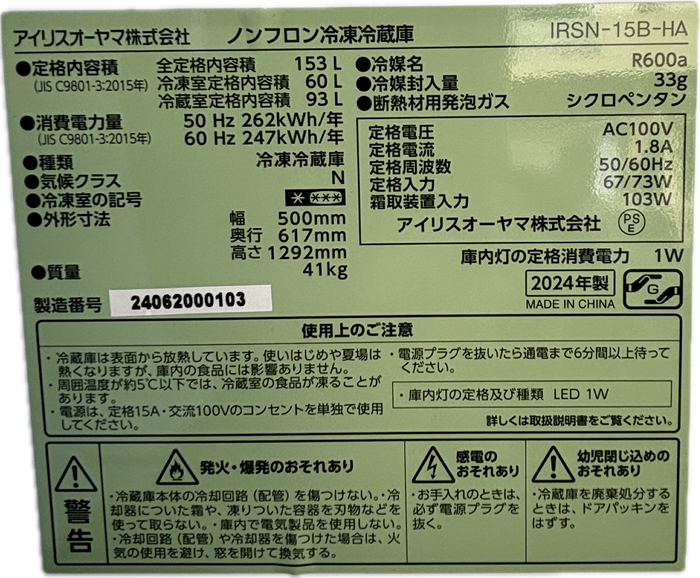 アイリスオーヤマ株式会社 ノンフロン冷凍冷蔵庫 IRSN-15B-HA
●定格内容積 全定格内容積 153 L
(JIS C9801-3:2015年) 冷凍室定格内容積 60 L
冷蔵室定格内容積 93 L
●消費電力量 50 Hz 262kWh/年
(JIS C9801-3:2015年) 60 Hz 247kWh/年
●種類 冷凍冷蔵庫
●気候クラス N
●冷凍室の記号
●外形寸法 幅 500mm
奥行 617mm
高さ 1292mm
●質量 41kg
製造番号 24062000103
●冷媒名 R600a
●冷媒封入量 33g
●断熱材用発泡ガス シクロペンタン
定格電圧 AC100V
定格電流 1.8A
定格周波数 50/60Hz
定格入力 67/73W
霜取装置入力 103W
アイリスオーヤマ株式会社 PSE
庫内灯の定格消費電力 1W
2024年製
MADE IN CHINA
G
使用上のご注意
・冷蔵庫は表面から放熱しています。使いはじめや夏場は
熱くなりますが、庫内の食品には影響ありません。
・周囲温度が約5℃以下では、冷蔵室の食品が凍ることが
あります。
・電源は、定格15A・交流100Vのコンセントを単独で使用
してください。
・電源プラグを抜いたら通電まで6分間以上待って
ください。
・庫内灯の定格及び種類 LED 1W
詳しくは取扱説明書をご覧ください。
警告
発火・爆発のおそれあり
・冷蔵庫本体の冷却回路(配管)を傷つけない。・冷
却器についた霜や、凍りついた容器を刃物などを
使って取らない。・庫内で電気製品を使用しない。
・冷却回路(配管)や冷却器を傷つけた場合は、火
気の使用を避け、窓を開けて換気する。
感電の
おそれあり
・お手入れのときは、
必ず電源プラグを
抜く。
幼児閉じ込めの
おそれあり
・冷蔵庫を廃棄処分する
ときは、ドアパッキンを
はずす。